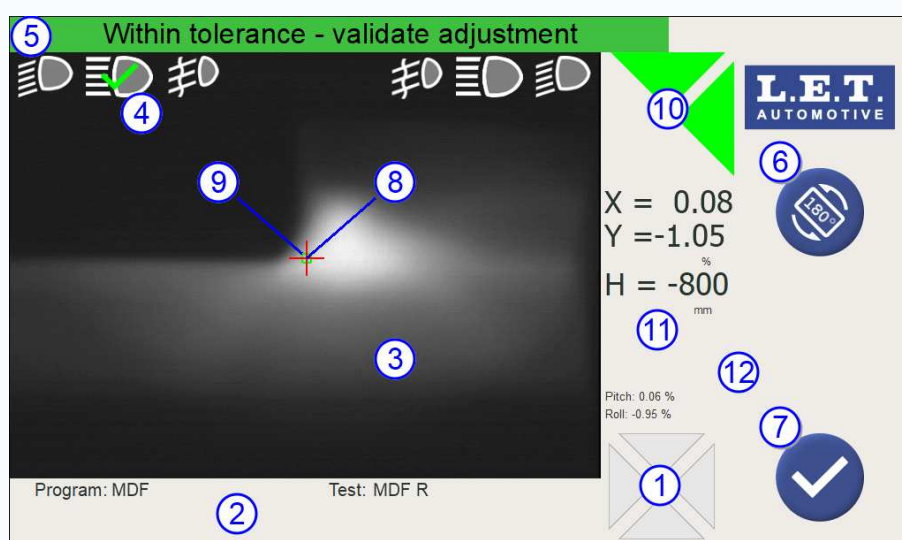 5
Within tolerance - validate adjustment
4
10
L.E.T.
AUTOMOTIVE
6
180°
9
8
X = 0.08
Y =-1.05
%
H = -800
mm
11
3
12
Pitch: 0.06 %
Roll: -0.95 %
7
1
Program: MDF
Test: MDF R
2